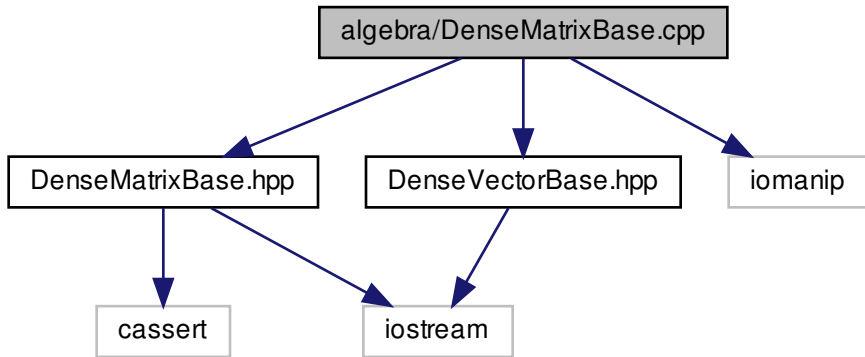 algebra/DenseMatrixBase.cpp
DenseMatrixBase.hpp
DenseVectorBase.hpp
iomanip
cassert
iostream